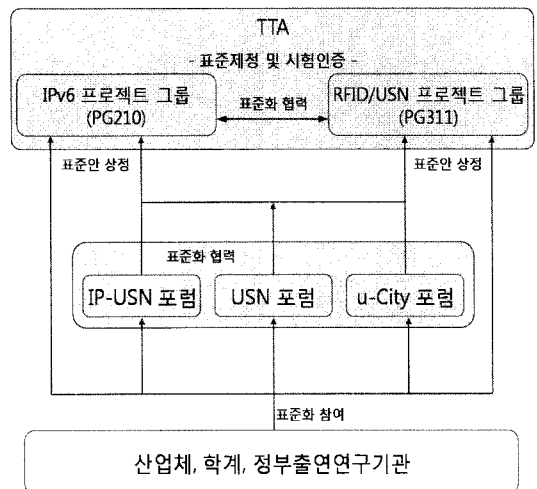 TTA
- 표준제정 및 시험인증 -
IPv6 프로젝트 그룹
(PG210)
표준화 협력
RFID/USN 프로젝트 그룹
(PG311)
표준안 상정
표준안 상정
표준화 협력
IP-USN 포럼
USN 포럼
u-City 포럼
표준화 참여
산업체, 학계, 정부출연연구기관